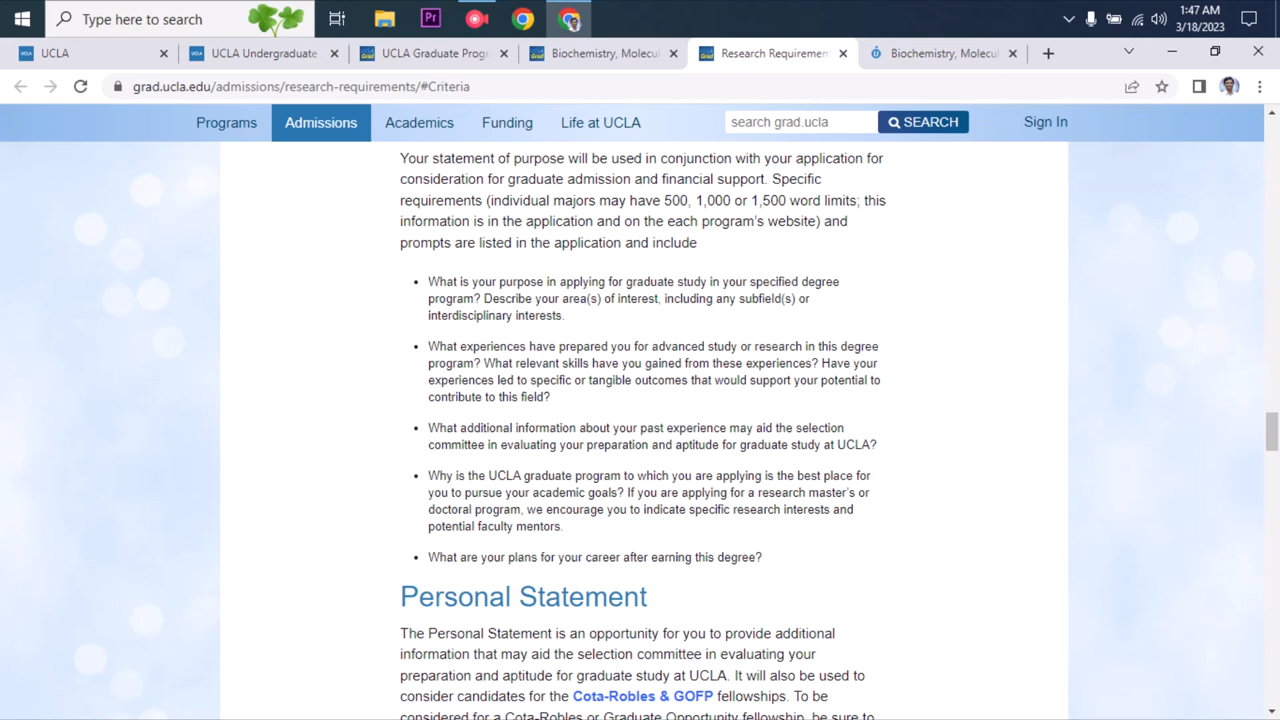 Type here to search
1:47 AM
3/18/2023
UCLA
UCLA Undergraduate
UCLA Graduate Prog
Biochemistry, Molecul
Research Requiremen
Biochemistry, Molecul
grad.ucla.edu/admissions/research-requirements/#Criteria
Programs
Admissions
Academics
Funding
Life at UCLA
search grad.ucla
SEARCH
Sign In
Your statement of purpose will be used in conjunction with your application for
consideration for graduate admission and financial support. Specific
requirements (individual majors may have 500, 1,000 or 1,500 word limits; this
information is in the application and on the each program's website) and
prompts are listed in the application and include
• What is your purpose in applying for graduate study in your specified degree
program? Describe your area(s) of interest, including any subfield(s) or
interdisciplinary interests.
• What experiences have prepared you for advanced study or research in this degree
program? What relevant skills have you gained from these experiences? Have your
experiences led to specific or tangible outcomes that would support your potential to
contribute to this field?
• What additional information about your past experience may aid the selection
committee in evaluating your preparation and aptitude for graduate study at UCLA?
• Why is the UCLA graduate program to which you are applying is the best place for
you to pursue your academic goals? If you are applying for a research master's or
doctoral program, we encourage you to indicate specific research interests and
potential faculty mentors.
• What are your plans for your career after earning this degree?
Personal Statement
The Personal Statement is an opportunity for you to provide additional
information that may aid the selection committee in evaluating your
preparation and aptitude for graduate study at UCLA. It will also be used to
consider candidates for the Cota-Robles & GOFP fellowships. To be
considered for a Cota-Robles or Graduate Opportunity fellowship, be sure to